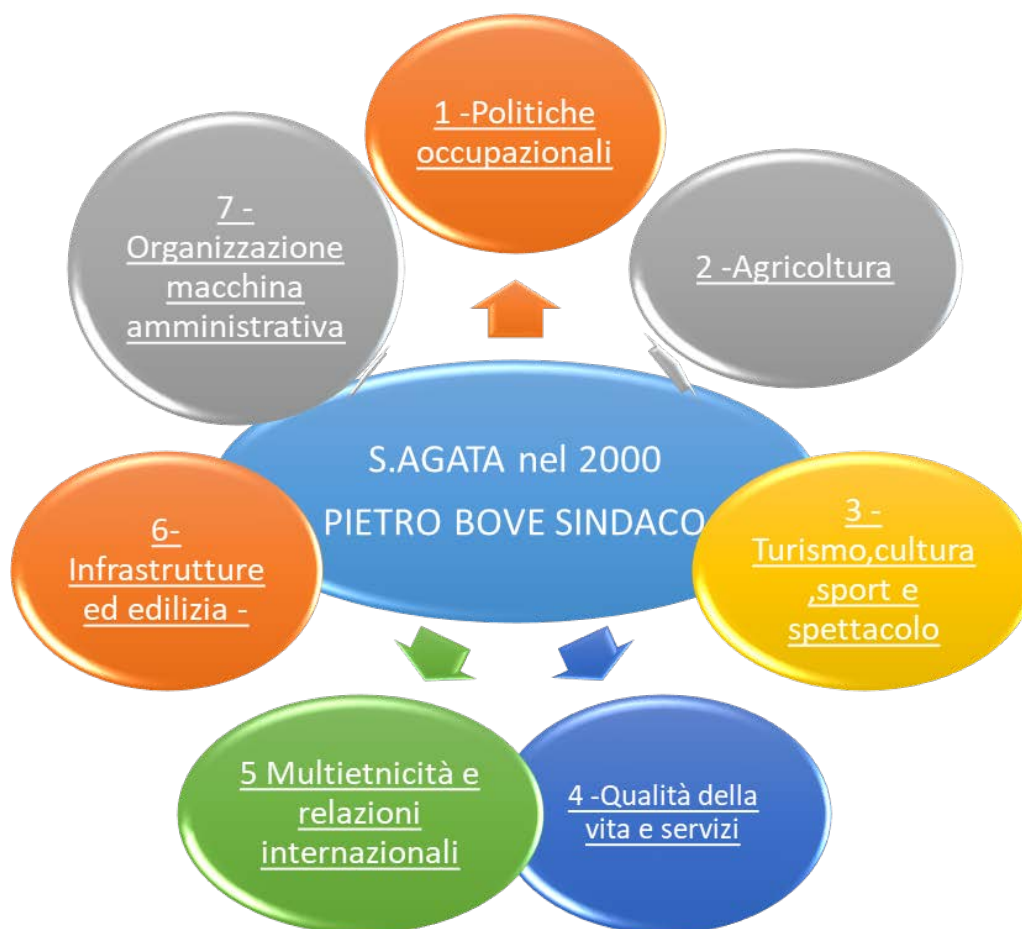 1 -Politiche
occupazionali
2 -Agricoltura
3 -
Turismo,cultura
,sport e
spettacolo
4 -Qualità della
vita e servizi
5 Multietnicità e
relazioni
internazionali
6-
Infrastrutture
ed edilizia -
7 -
Organizzazione
macchina
amministrativa
S.AGATA nel 2000
PIETRO BOVE SINDACO